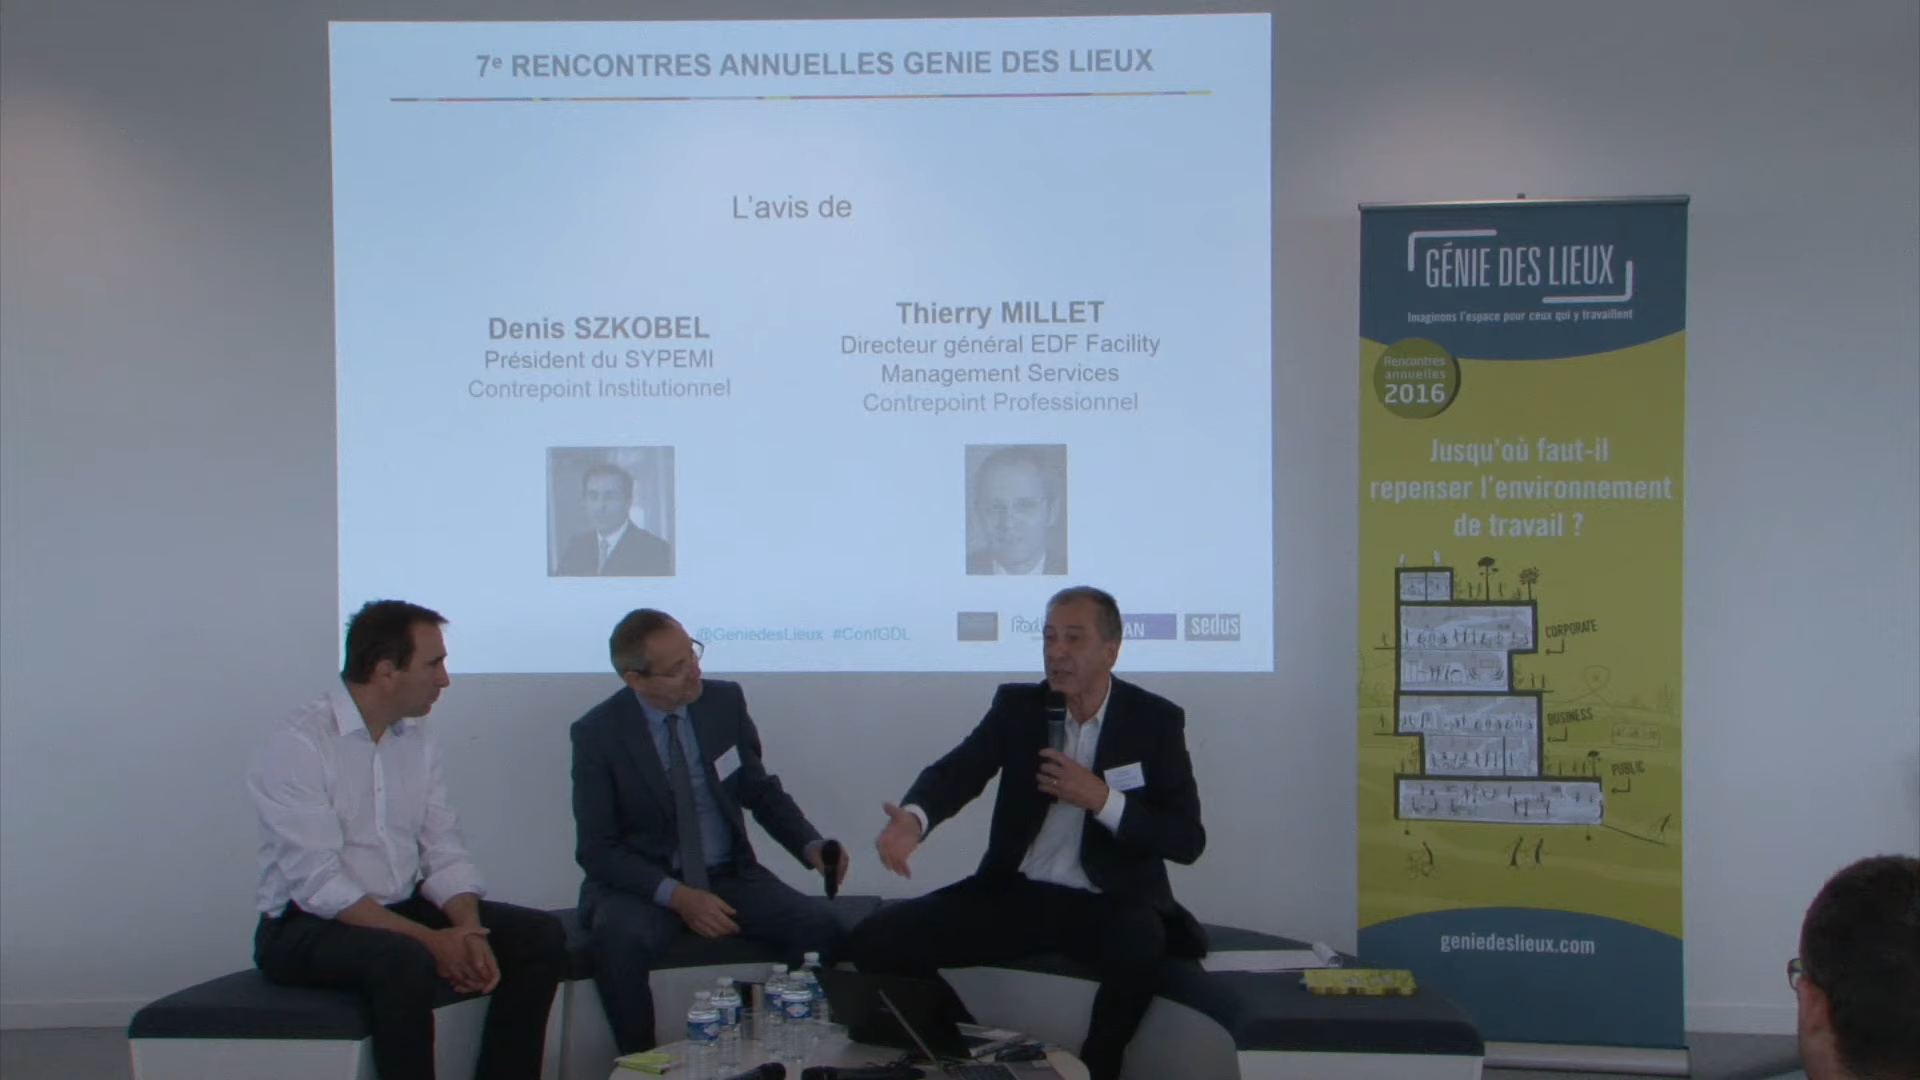 7e RENCONTRES ANNUELLES GENIE DES LIEUX
L'avis de
Denis SZKOBEL
Président du SYPEMI
Contrepoint Institutionnel
Thierry MILLET
Directeur général EDF Facility
Management Services
Contrepoint Professionnel
@GeniedesLieux #ConfGDL
AN
sedus
GÉNIE DES LIEUX
Imaginons l'espace pour ceux qui y travaillent
Rencontres
annuelles
2016
Jusqu'où faut-il
repenser l'environnement
de travail ?
CORPORATE
BUSINESS
PUBLIC
geniedeslieux.com